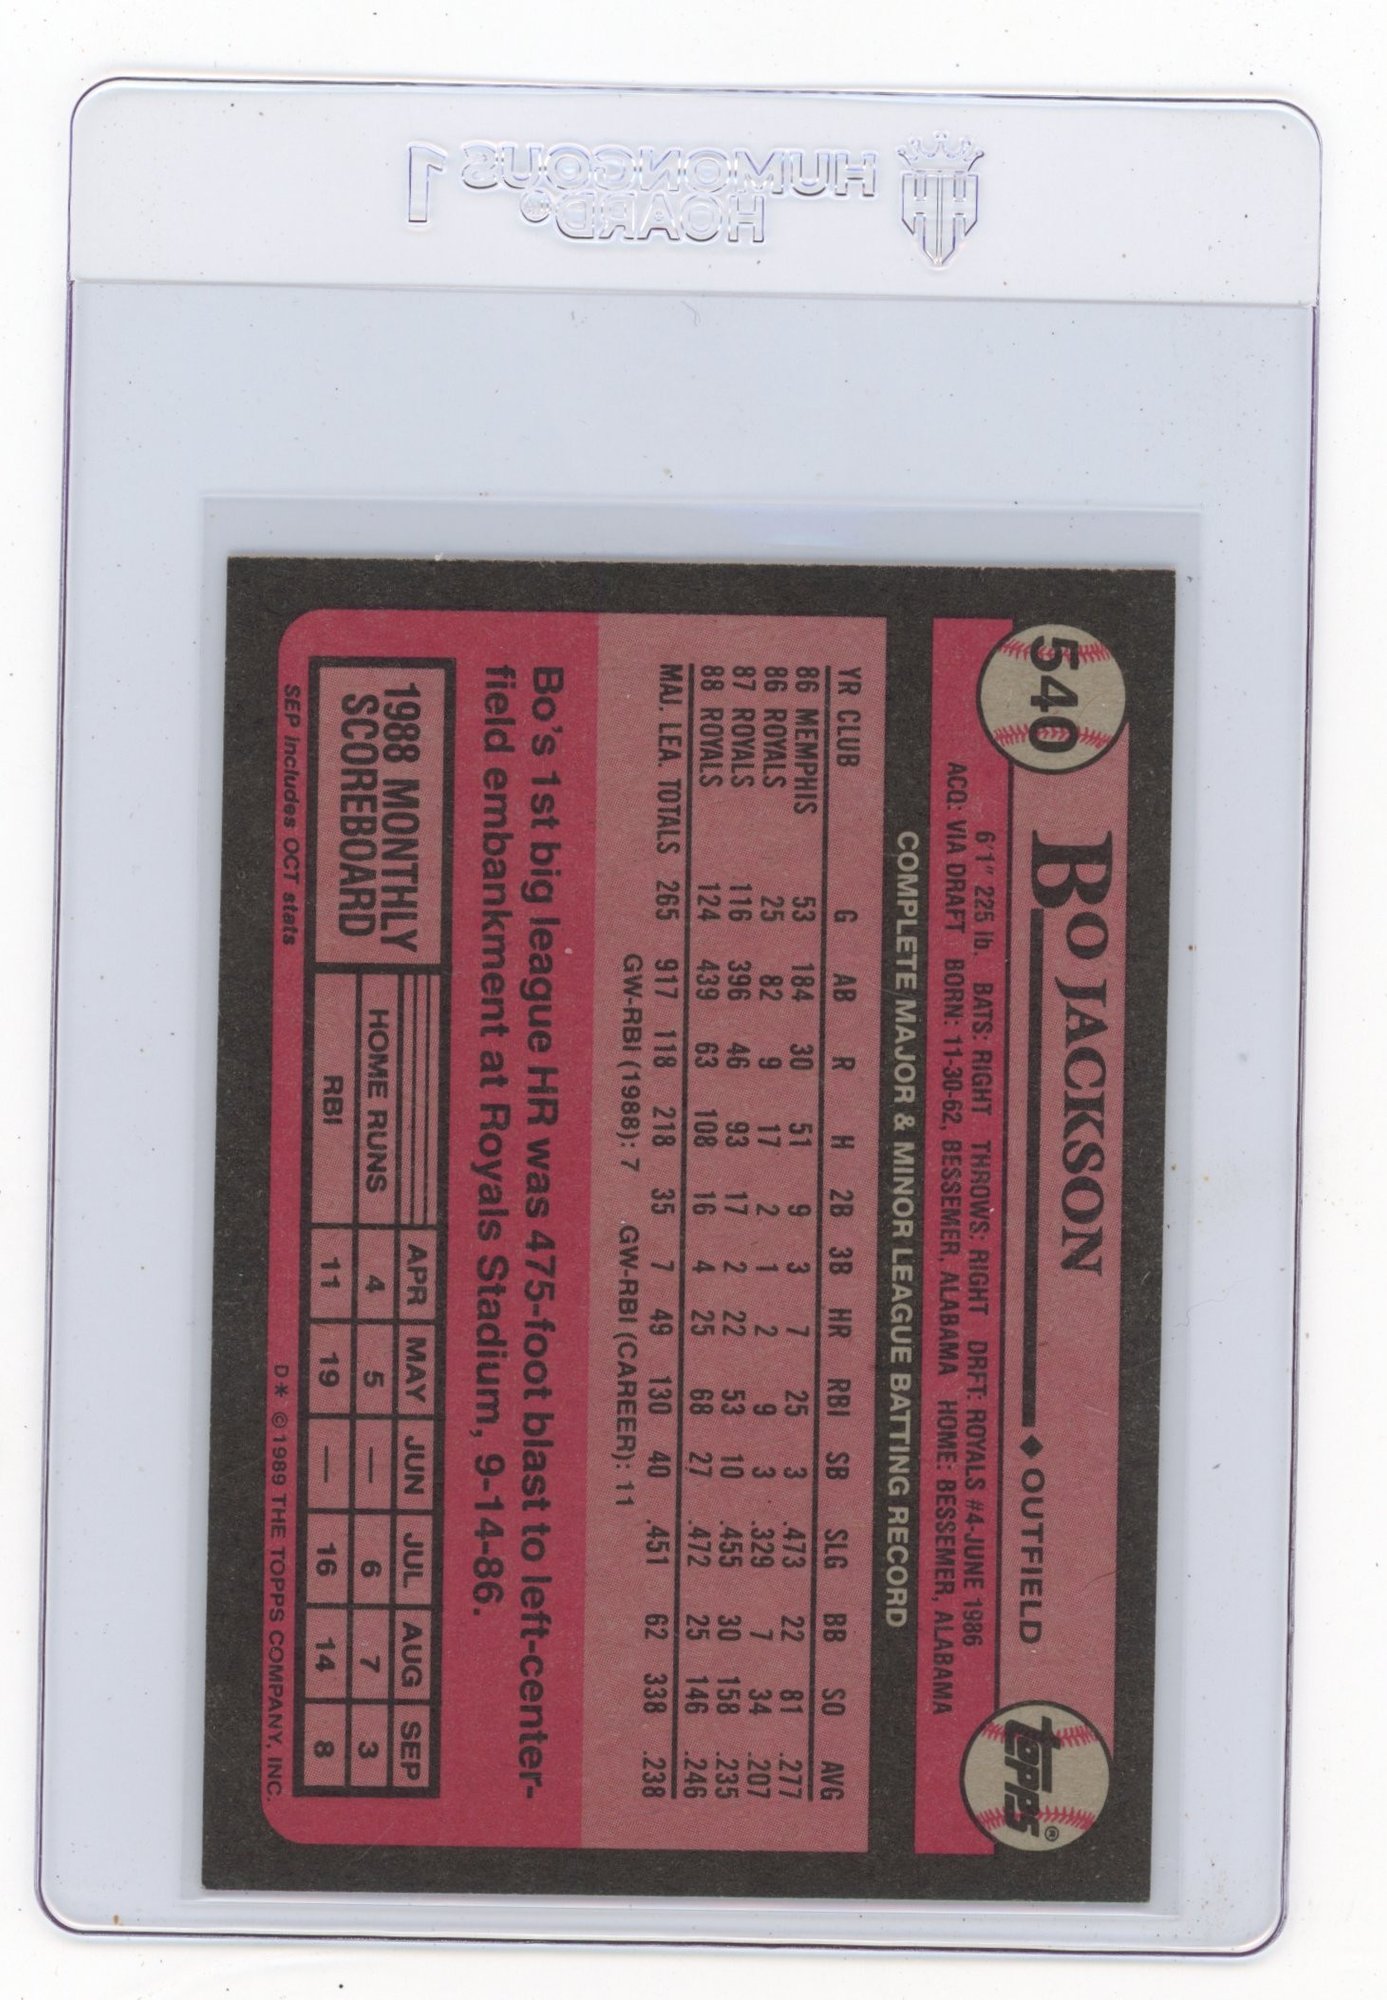 HUMONGOUS 1
HOARD®
HH
540
BO JACKSON
◆ OUTFIELD
topps®
6'1" 225 lb. BATS: RIGHT THROWS: RIGHT DRFT: ROYALS #4-JUNE 1986
ACQ: VIA DRAFT BORN: 11-30-62, BESSEMER, ALABAMA HOME: BESSEMER, ALABAMA
COMPLETE MAJOR & MINOR LEAGUE BATTING RECORD
YR CLUB G AB R H 2B 3B HR RBI SB SLG BB SO AVG
86 MEMPHIS 53 184 30 51 9 3 7 25 3 .473 22 81 .277
86 ROYALS 25 82 9 17 2 1 2 9 3 .329 7 34 .207
87 ROYALS 116 396 46 93 17 2 22 53 10 .455 30 158 .235
88 ROYALS 124 439 63 108 16 4 25 68 27 .472 25 146 .246
MAJ. LEA. TOTALS 265 917 118 218 35 7 49 130 40 .451 62 338 .238
GW-RBI (1988): 7 GW-RBI (CAREER): 11
Bo's 1st big league HR was 475-foot blast to left-center-
field embankment at Royals Stadium, 9-14-86.
1988 MONTHLY
SCOREBOARD
APR MAY JUN JUL AUG SEP
HOME RUNS 4 5 — 6 7 3
RBI 11 19 — 16 14 8
SEP Includes OCT stats
D* ©1989 THE TOPPS COMPANY, INC.